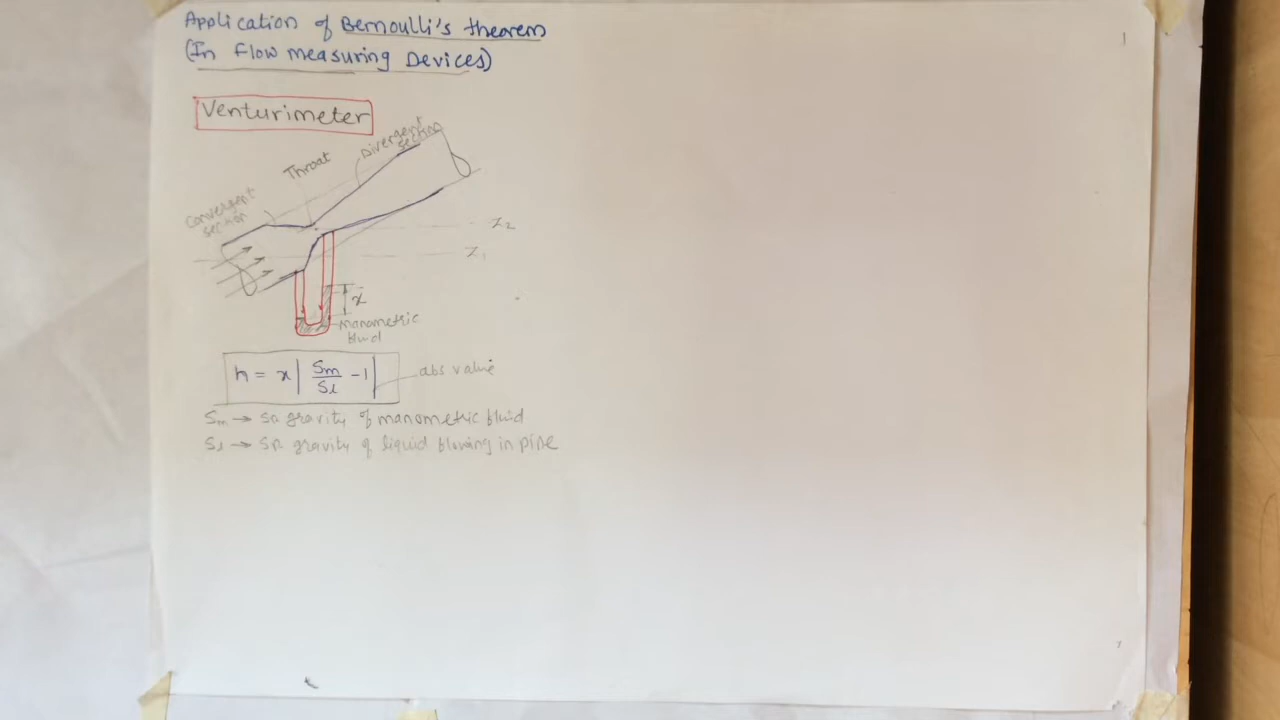 Application of Bernoulli's theorem
(In Flow measuring Devices)
Venturimeter
Divergent
section
Throat
Convergent
section
Z₂
Z₁
x
manometric
fluid
h = x | Sm/Sl - 1 |
abs value
Sm → sp gravity of manometric fluid
Sl → sp gravity of liquid flowing in pipe